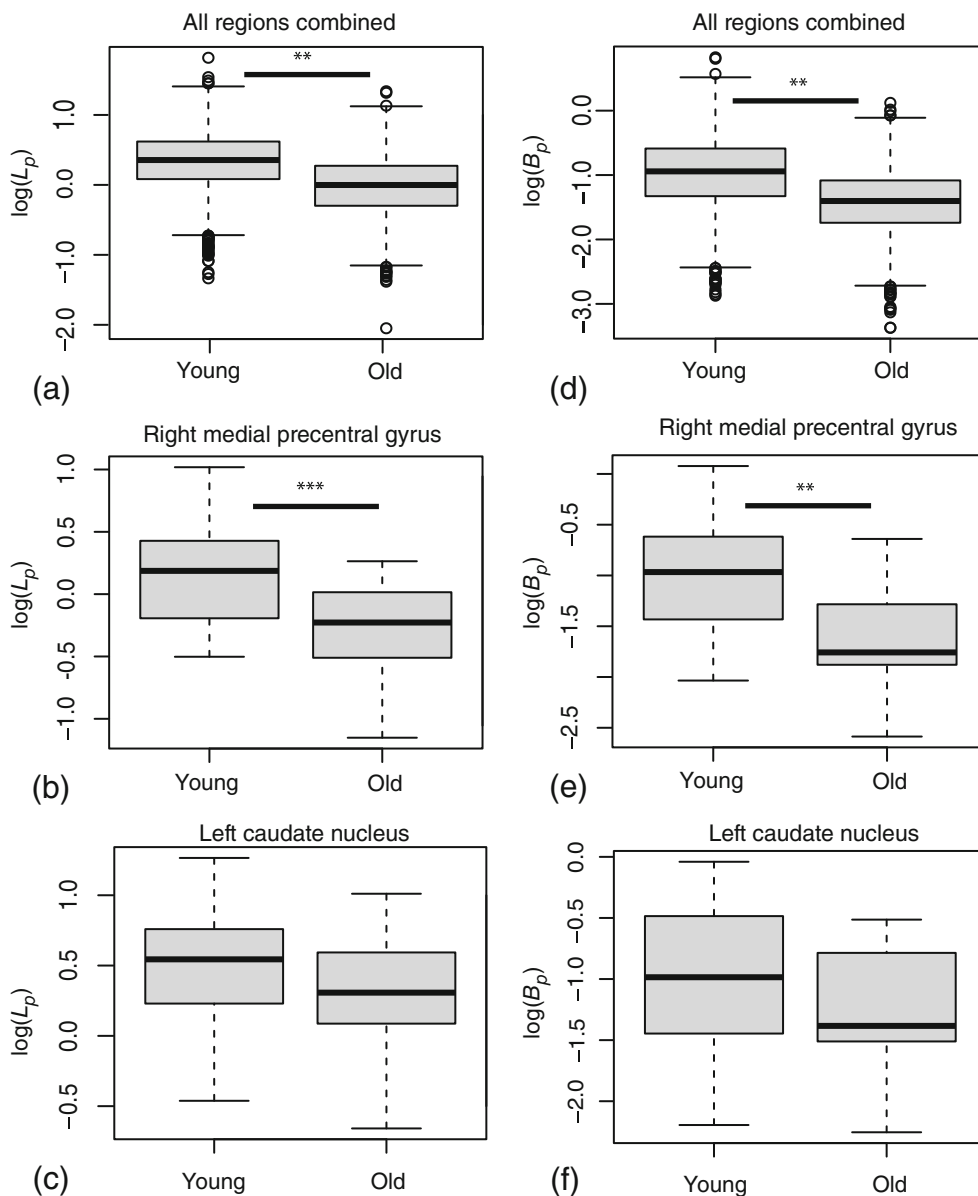 All regions combined
**
log(Lp)
1.0
0.0
−1.0
−2.0
Young Old
(a)
All regions combined
**
log(Bp)
0.0
−1.0
−2.0
−3.0
Young Old
(d)
Right medial precentral gyrus
***
log(Lp)
1.0
0.5
0.0
−0.5
−1.0
Young Old
(b)
Right medial precentral gyrus
**
log(Bp)
−0.5
−1.5
−2.5
Young Old
(e)
Left caudate nucleus
log(Lp)
1.0
0.5
0.0
−0.5
Young Old
(c)
Left caudate nucleus
log(Bp)
0.0
−0.5
−1.0
−1.5
−2.0
Young Old
(f)